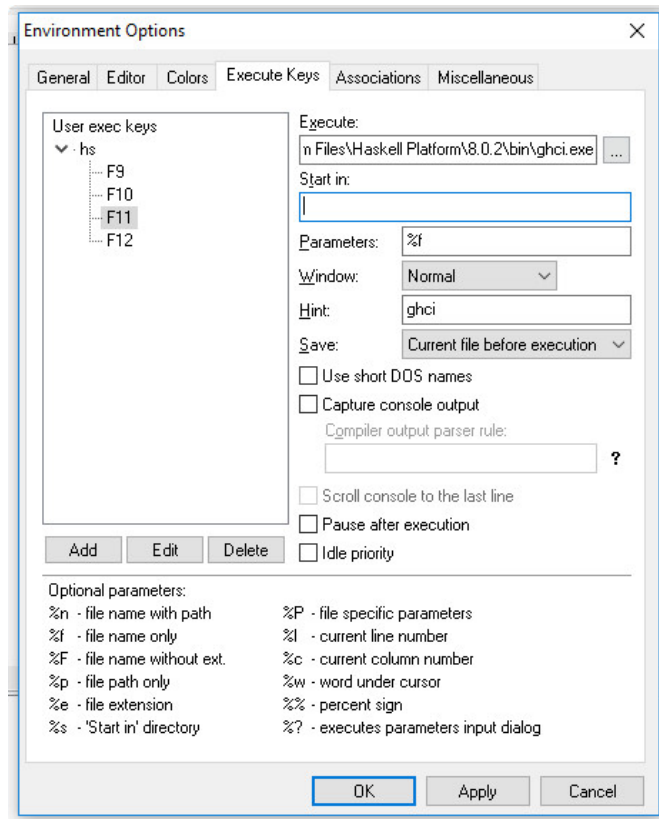 Environment Options
General Editor Colors Execute Keys Associations Miscellaneous
User exec keys
hs
F9
F10
F11
F12
Execute:
n Files\Haskell Platform\8.0.2\bin\ghci.exe ...
Start in:
Parameters: %f
Window: Normal
Hint: ghci
Save: Current file before execution
Use short DOS names
Capture console output
Compiler output parser rule:
?
Scroll console to the last line
Pause after execution
Idle priority
Add Edit Delete
Optional parameters:
%n - file name with path %P - file specific parameters
%f - file name only %l - current line number
%F - file name without ext. %c - current column number
%p - file path only %w - word under cursor
%e - file extension %% - percent sign
%s - 'Start in' directory %? - executes parameters input dialog
OK Apply Cancel